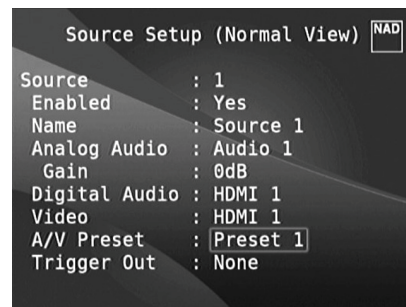 Source Setup (Normal View) NAD
Source : 1
Enabled : Yes
Name : Source 1
Analog Audio : Audio 1
Gain : 0dB
Digital Audio : HDMI 1
Video : HDMI 1
A/V Preset : Preset 1
Trigger Out : None